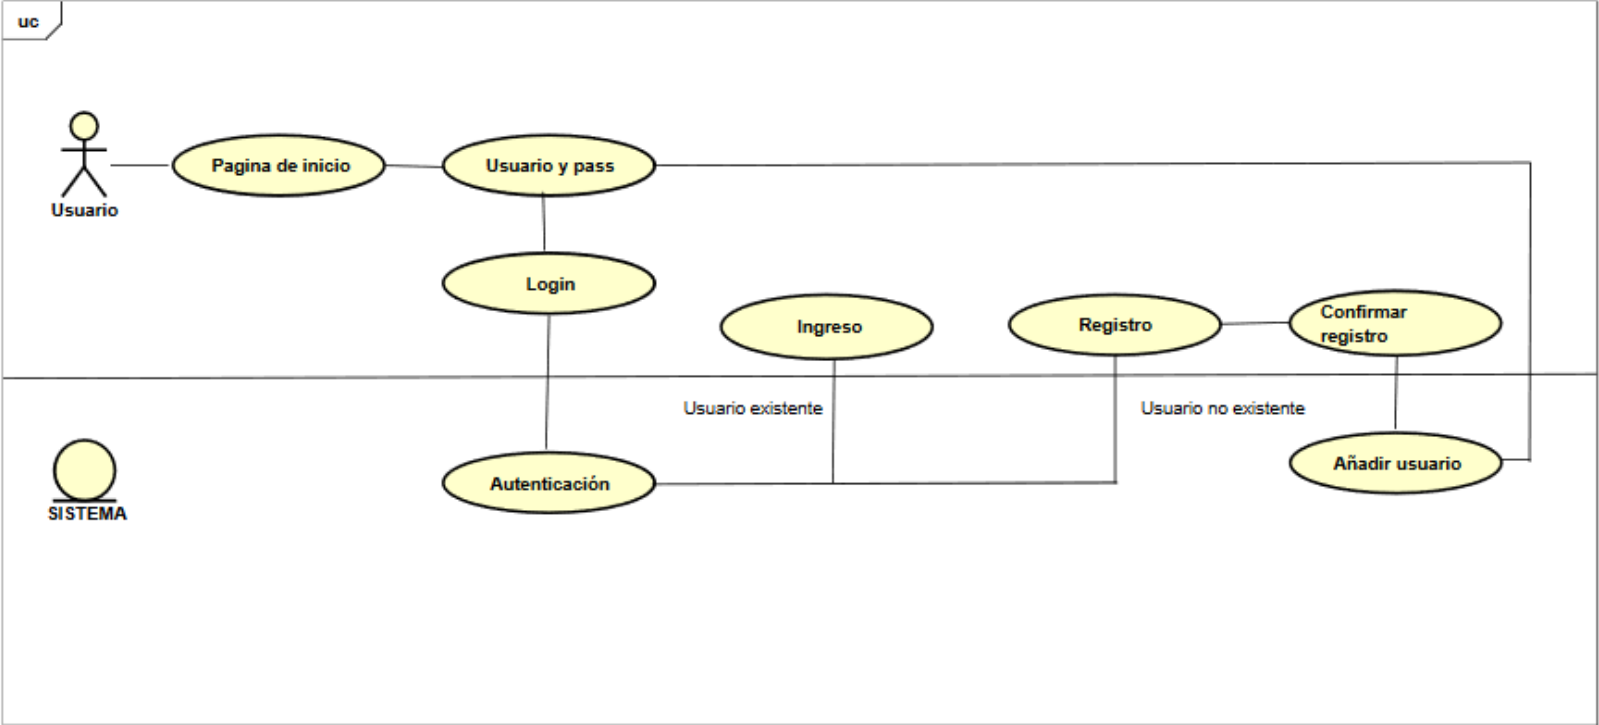 uc
Usuario
Pagina de inicio
Usuario y pass
Login
Ingreso
Registro
Confirmar
registro
Usuario existente
Usuario no existente
SISTEMA
Autenticación
Añadir usuario